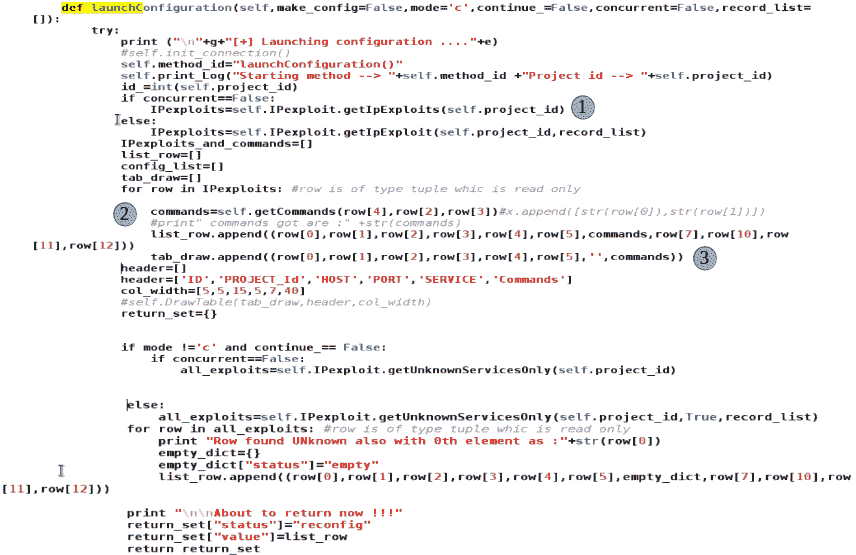 def launchConfiguration(self,make_config=False,mode='c',continue_=False,concurrent=False,record_list=
[]):
try:
print ("\n"+g+"[+] Launching configuration ...."+e)
#self.init_connection()
self.method_id="launchConfiguration()"
self.print_Log("Starting method --> "+self.method_id +"Project id --> "+self.project_id)
id_=int(self.project_id)
if concurrent==False:
IPexploits=self.IPexploit.getIpExploits(self.project_id) 1
else:
IPexploits=self.IPexploit.getIpExploit(self.project_id,record_list)
IPexploits_and_commands=[]
list_row=[]
config_list=[]
tab_draw=[]
for row in IPexploits: #row is of type tuple whic is read only
2 commands=self.getCommands(row[4],row[2],row[3])#x.append([str(row[0]),str(row[1])])
#print" commands got are :" +str(commands)
list_row.append((row[0],row[1],row[2],row[3],row[4],row[5],commands,row[7],row[10],row
[11],row[12]))
tab_draw.append((row[0],row[1],row[2],row[3],row[4],row[5],'',commands)) 3
header=[]
header=['ID','PROJECT_Id','HOST','PORT','SERVICE','Commands']
col_width=[5,5,15,5,7,40]
#self.DrawTable(tab_draw,header,col_width)
return_set={}
if mode !='c' and continue_== False:
if concurrent==False:
all_exploits=self.IPexploit.getUnknownServicesOnly(self.project_id)
else:
all_exploits=self.IPexploit.getUnknownServicesOnly(self.project_id,True,record_list)
for row in all_exploits: #row is of type tuple whic is read only
print "Row found UNknown also with 0th element as :"+str(row[0])
empty_dict={}
empty_dict["status"]="empty"
list_row.append((row[0],row[1],row[2],row[3],row[4],row[5],empty_dict,row[7],row[10],row
[11],row[12]))
print "\n\nAbout to return now !!!"
return_set["status"]="reconfig"
return_set["value"]=list_row
return return_set